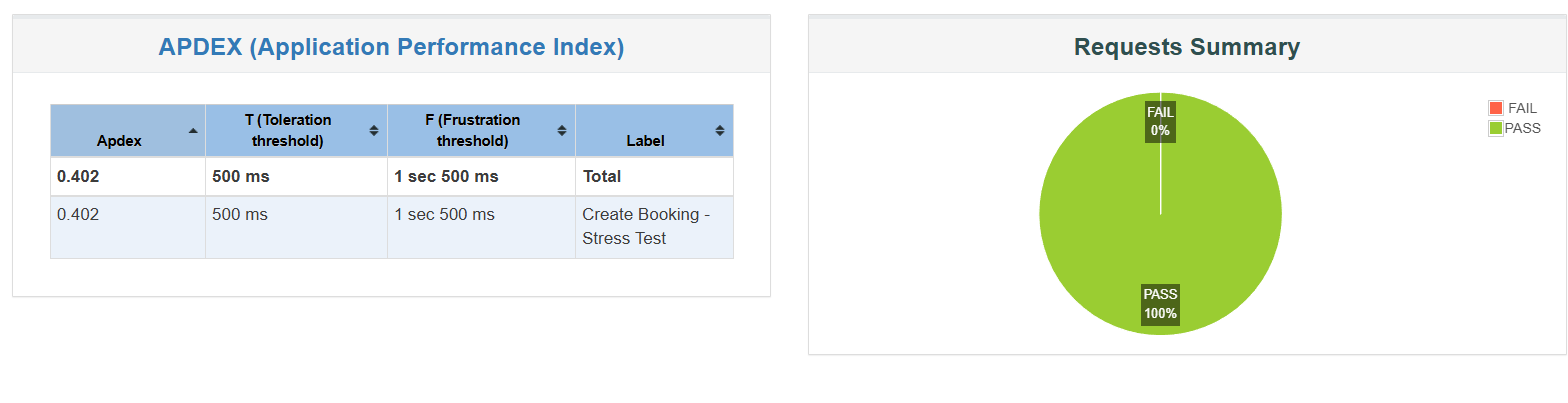 APDEX (Application Performance Index)
Apdex
T (Toleration
threshold)
F (Frustration
threshold)
Label
0.402
500 ms
1 sec 500 ms
Total
0.402
500 ms
1 sec 500 ms
Create Booking -
Stress Test
Requests Summary
FAIL
0%
PASS
100%
FAIL
PASS